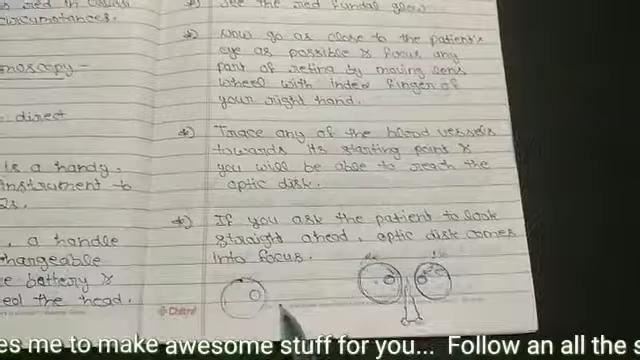 see the red fundal glow.
circumstances.
*) Now go as close to the patient's
eye as possible & focus any
part of retina by moving lens
wheel with index finger of
your right hand.
direct
*) Trace any of the blood vessels
towards its starting point &
you will be able to reach the
optic disk.
is a handy
instrument to
*) If you ask the patient to look
straight ahead, optic disk comes
into focus.
, a handle
changeable
e battery &
the head.
Chitra
es me to make awesome stuff for you... Follow an all the s